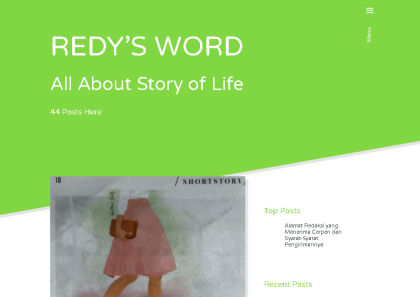 Menu
REDY'S WORD
All About Story of Life
44 Posts Here
18
/ SHORTSTORY
Top Posts
Alamat Redaksi yang
Menerima Cerpen dan
Syarat-Syarat
Pengirimannya
Recent Posts